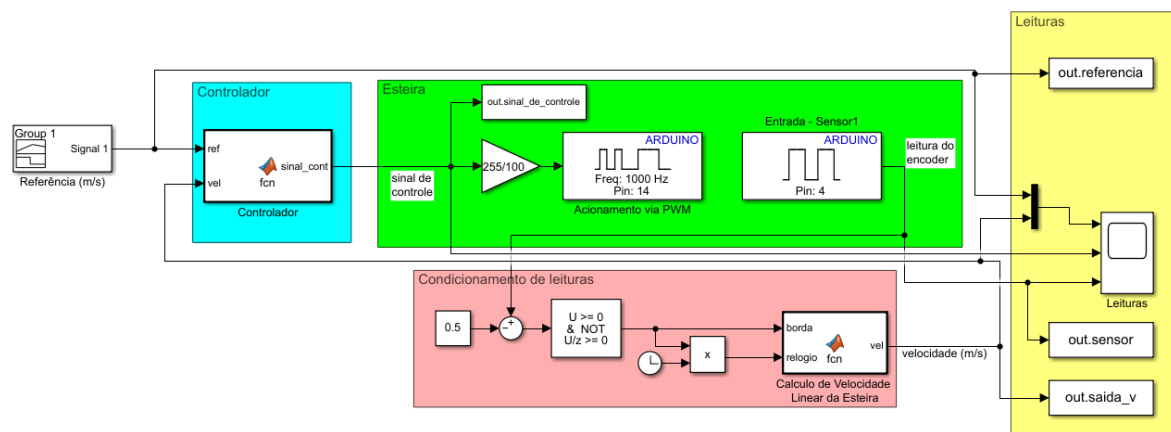 Leituras
out.referencia
Controlador
Esteira
out.sinal_de_controle
Entrada - Sensor1
Group 1
Signal 1
Referência (m/s)
ref
vel
fcn
sinal_cont
Controlador
sinal de
controle
255/100
ARDUINO
Freq: 1000 Hz
Pin: 14
Acionamento via PWM
ARDUINO
Pin: 4
leitura do
encoder
Leituras
Condicionamento de leituras
0.5
U >= 0
& NOT
U/z >= 0
x
borda
relogio
fcn
vel
velocidade (m/s)
Calculo de Velocidade
Linear da Esteira
out.sensor
out.saida_v